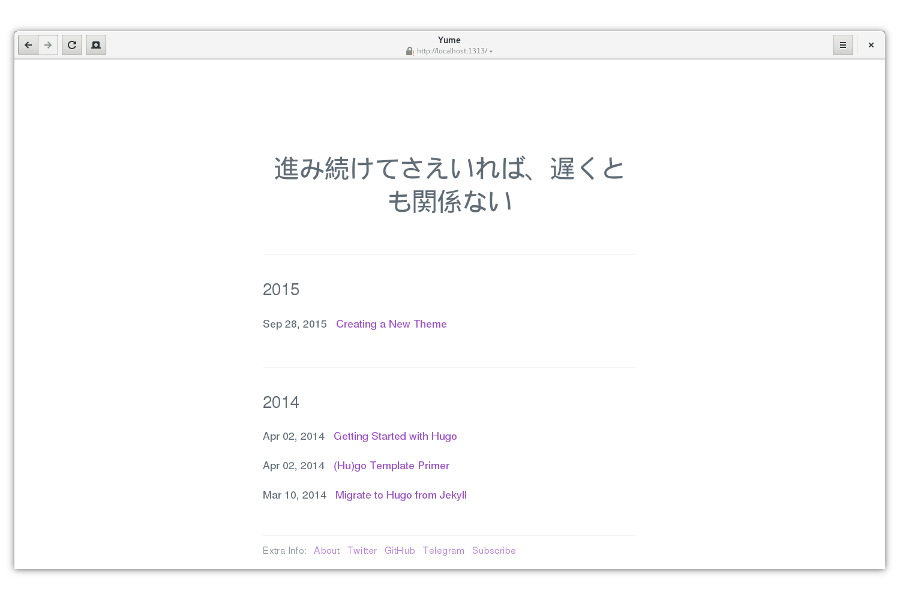 Yume
http://localhost:1313/
進み続けてさえいれば、遅くと
も関係ない
2015
Sep 28, 2015 Creating a New Theme
2014
Apr 02, 2014 Getting Started with Hugo
Apr 02, 2014 (Hu)go Template Primer
Mar 10, 2014 Migrate to Hugo from Jekyll
Extra Info: About Twitter GitHub Telegram Subscribe